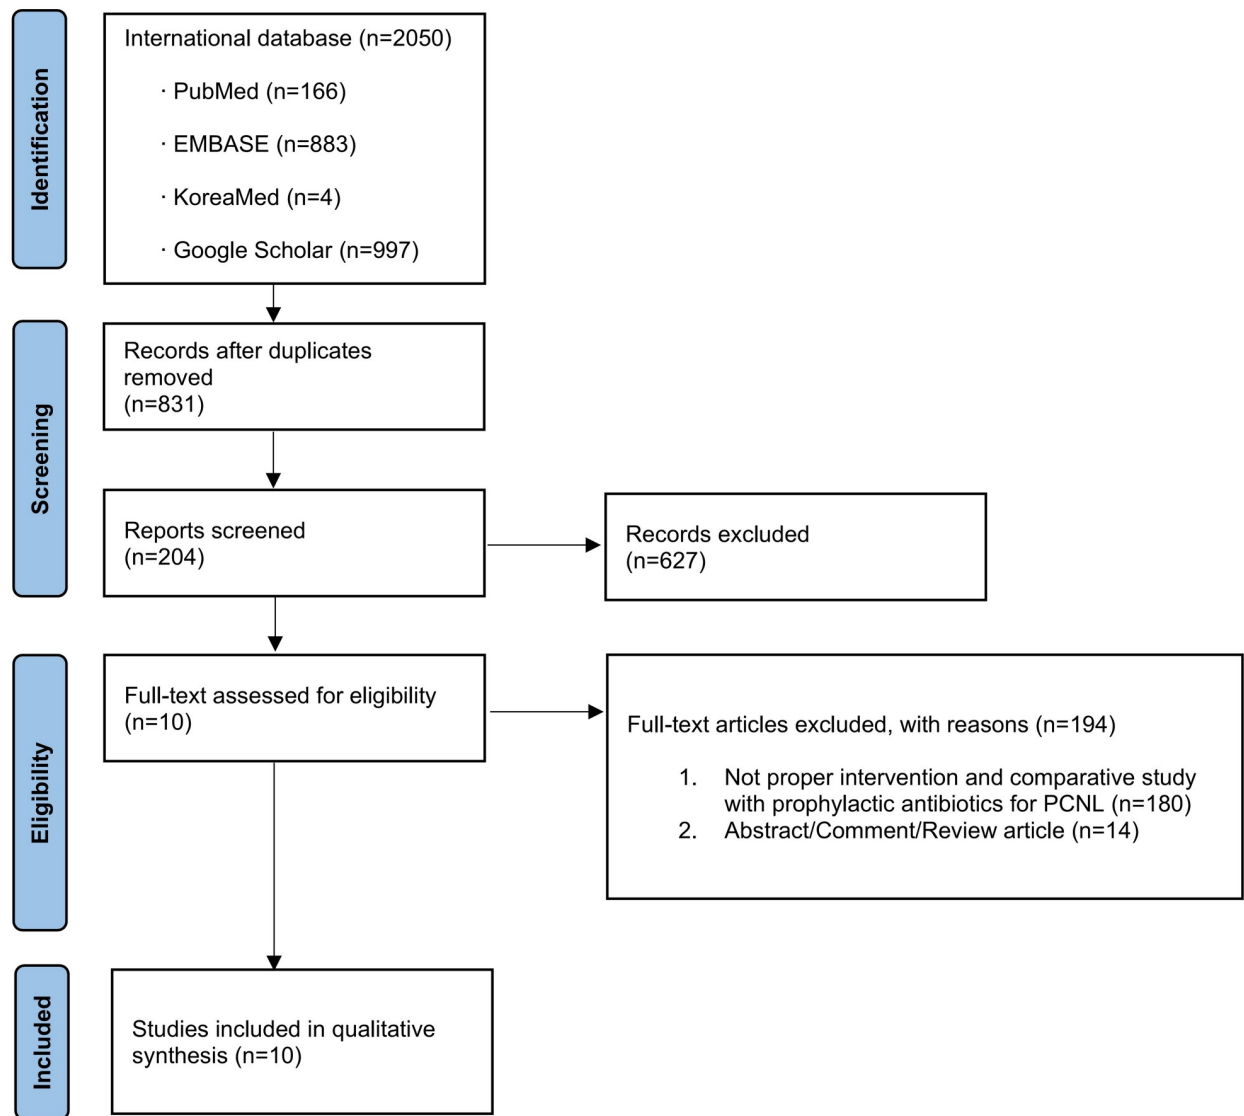 Identification
International database (n=2050)
· PubMed (n=166)
· EMBASE (n=883)
· KoreaMed (n=4)
· Google Scholar (n=997)
Screening
Records after duplicates
removed
(n=831)
Reports screened
(n=204)
Records excluded
(n=627)
Eligibility
Full-text assessed for eligibility
(n=10)
Full-text articles excluded, with reasons (n=194)
1. Not proper intervention and comparative study
with prophylactic antibiotics for PCNL (n=180)
2. Abstract/Comment/Review article (n=14)
Included
Studies included in qualitative
synthesis (n=10)